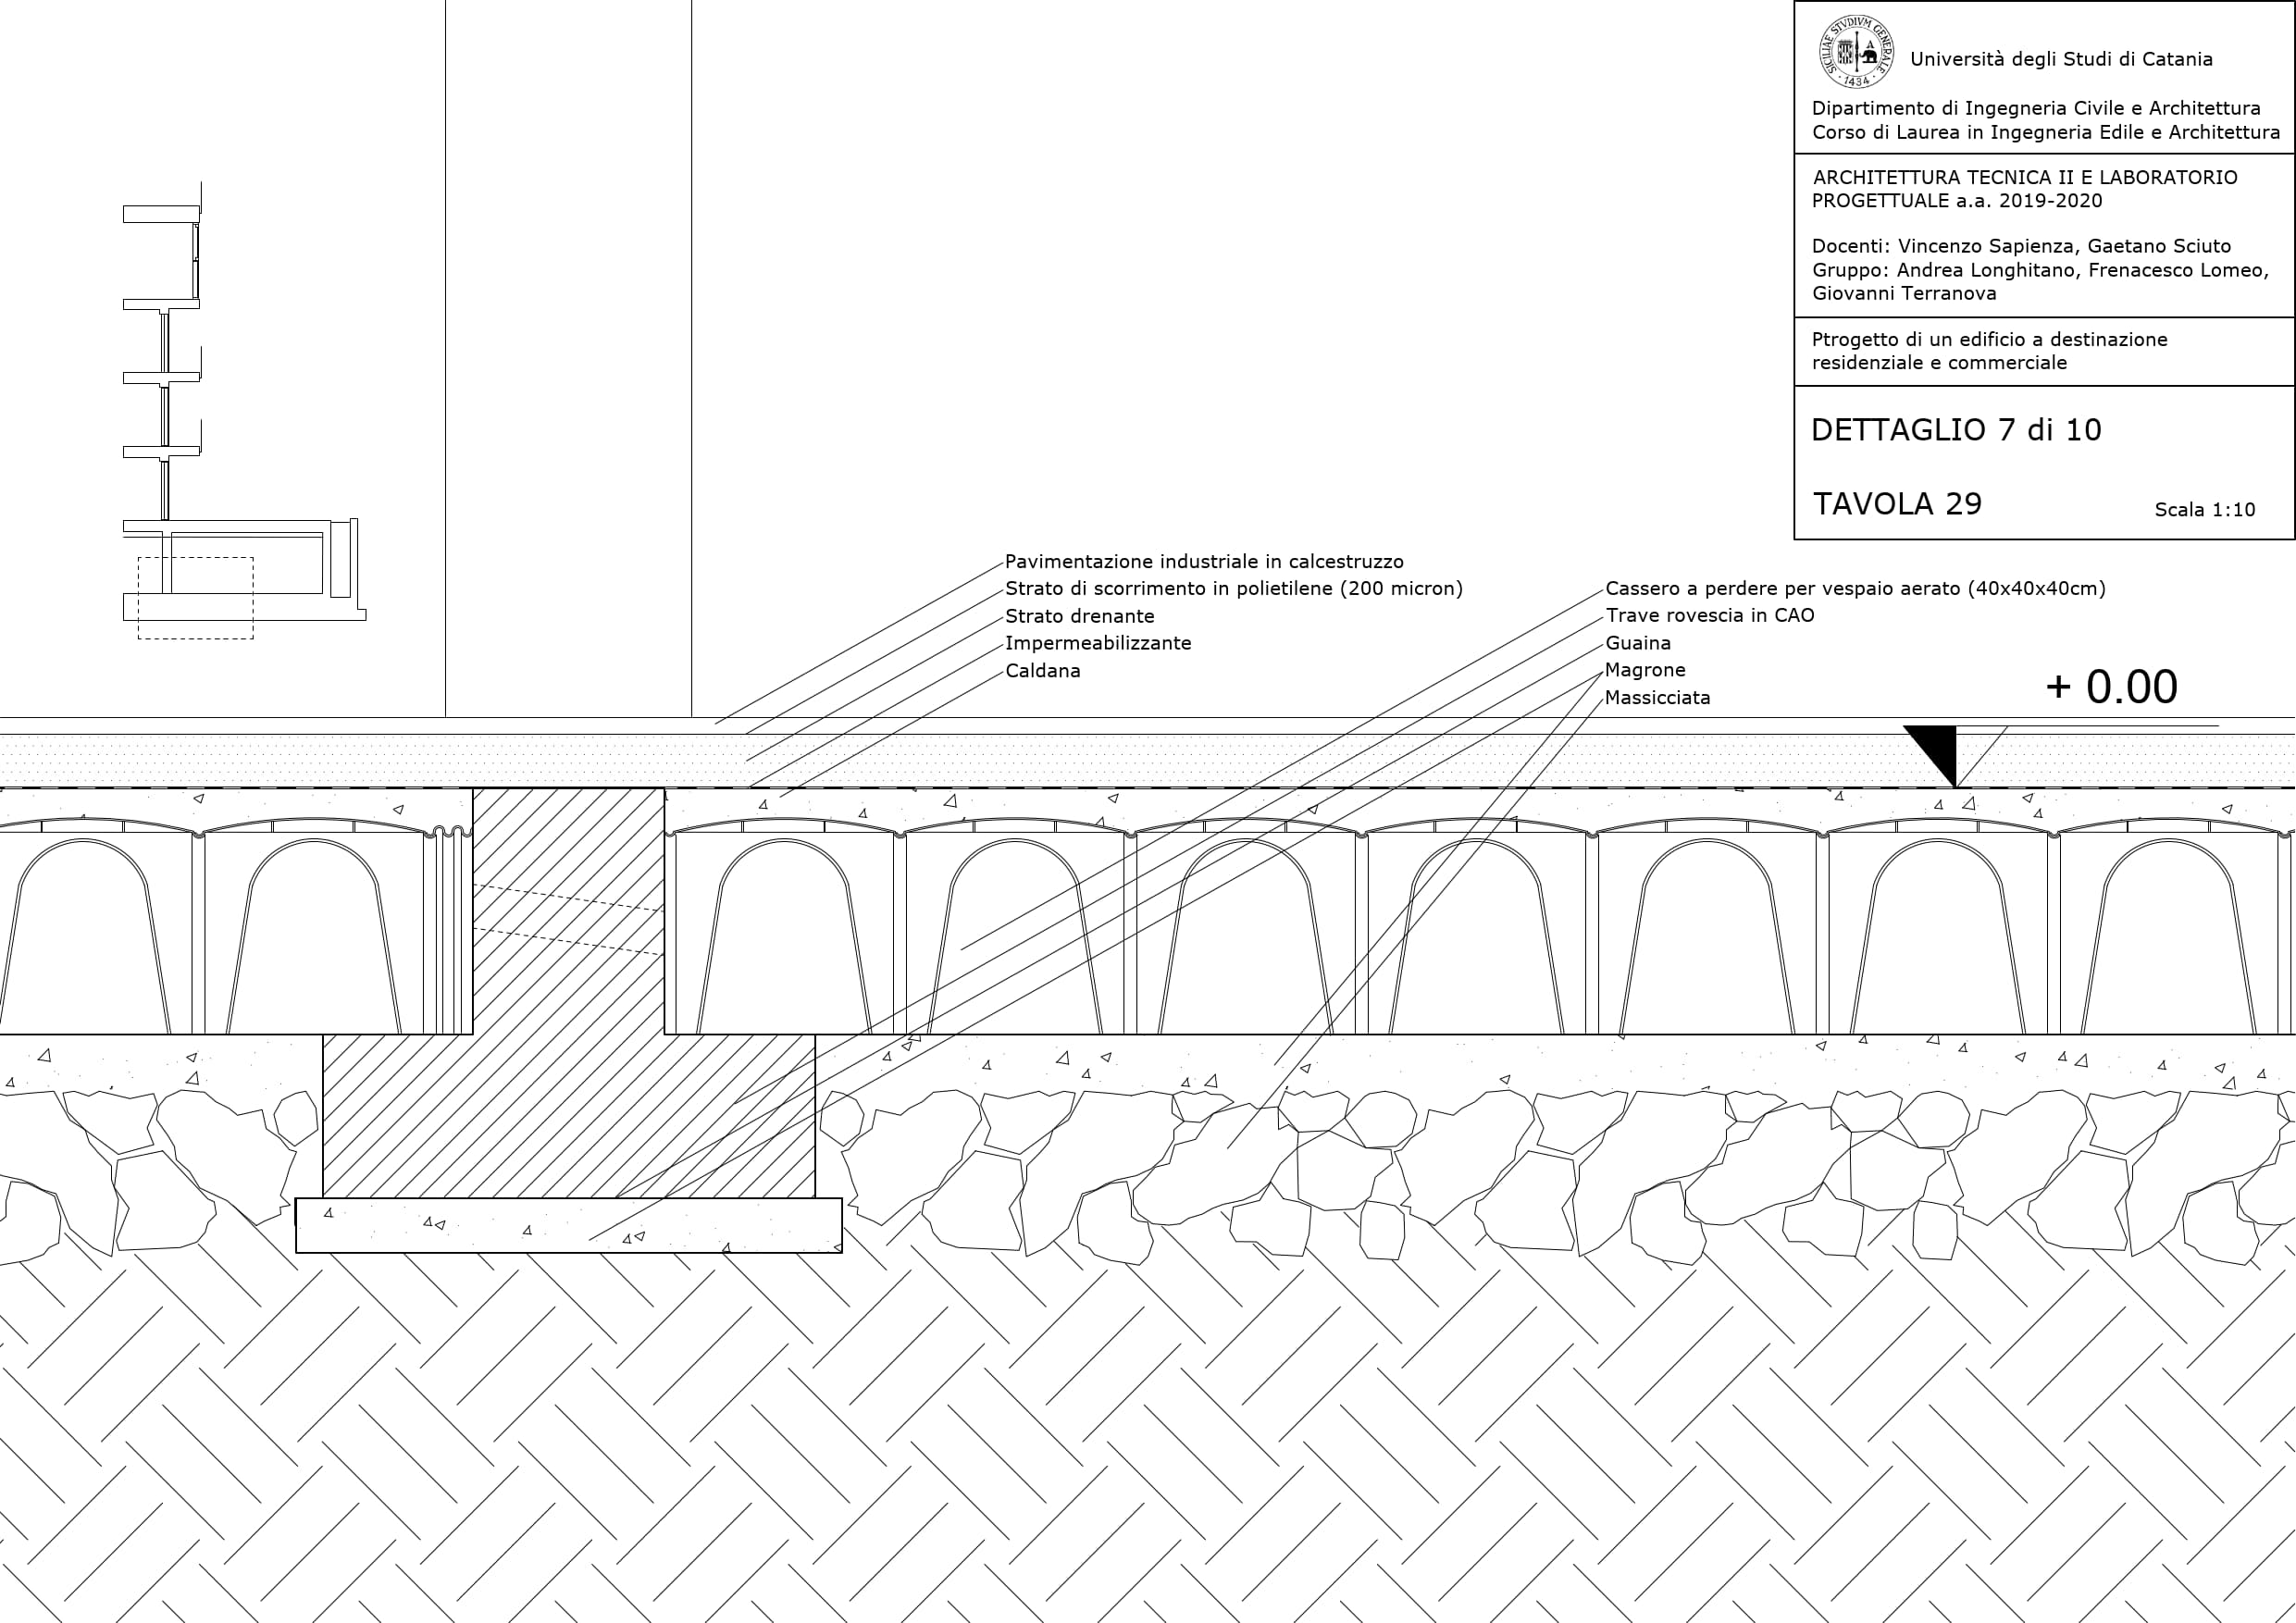 SICILIAE STVDIVM GENERALE
· 1434 ·
Università degli Studi di Catania
Dipartimento di Ingegneria Civile e Architettura
Corso di Laurea in Ingegneria Edile e Architettura
ARCHITETTURA TECNICA II E LABORATORIO
PROGETTUALE a.a. 2019-2020
Docenti: Vincenzo Sapienza, Gaetano Sciuto
Gruppo: Andrea Longhitano, Frenacesco Lomeo,
Giovanni Terranova
Ptrogetto di un edificio a destinazione
residenziale e commerciale
DETTAGLIO 7 di 10
TAVOLA 29
Scala 1:10
Pavimentazione industriale in calcestruzzo
Strato di scorrimento in polietilene (200 micron)
Strato drenante
Impermeabilizzante
Caldana
Cassero a perdere per vespaio aerato (40x40x40cm)
Trave rovescia in CAO
Guaina
Magrone
Massicciata
+ 0.00